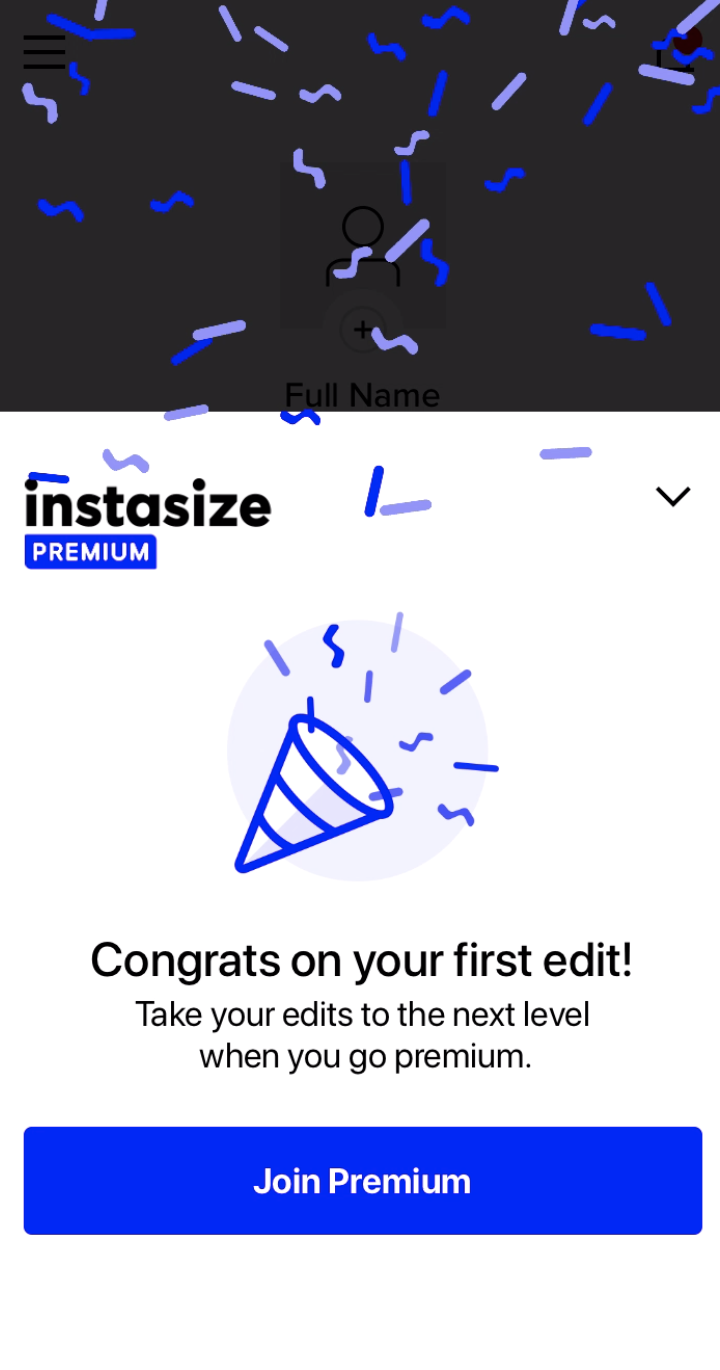 Full Name
instasize
PREMIUM
Congrats on your first edit!
Take your edits to the next level
when you go premium.
Join Premium